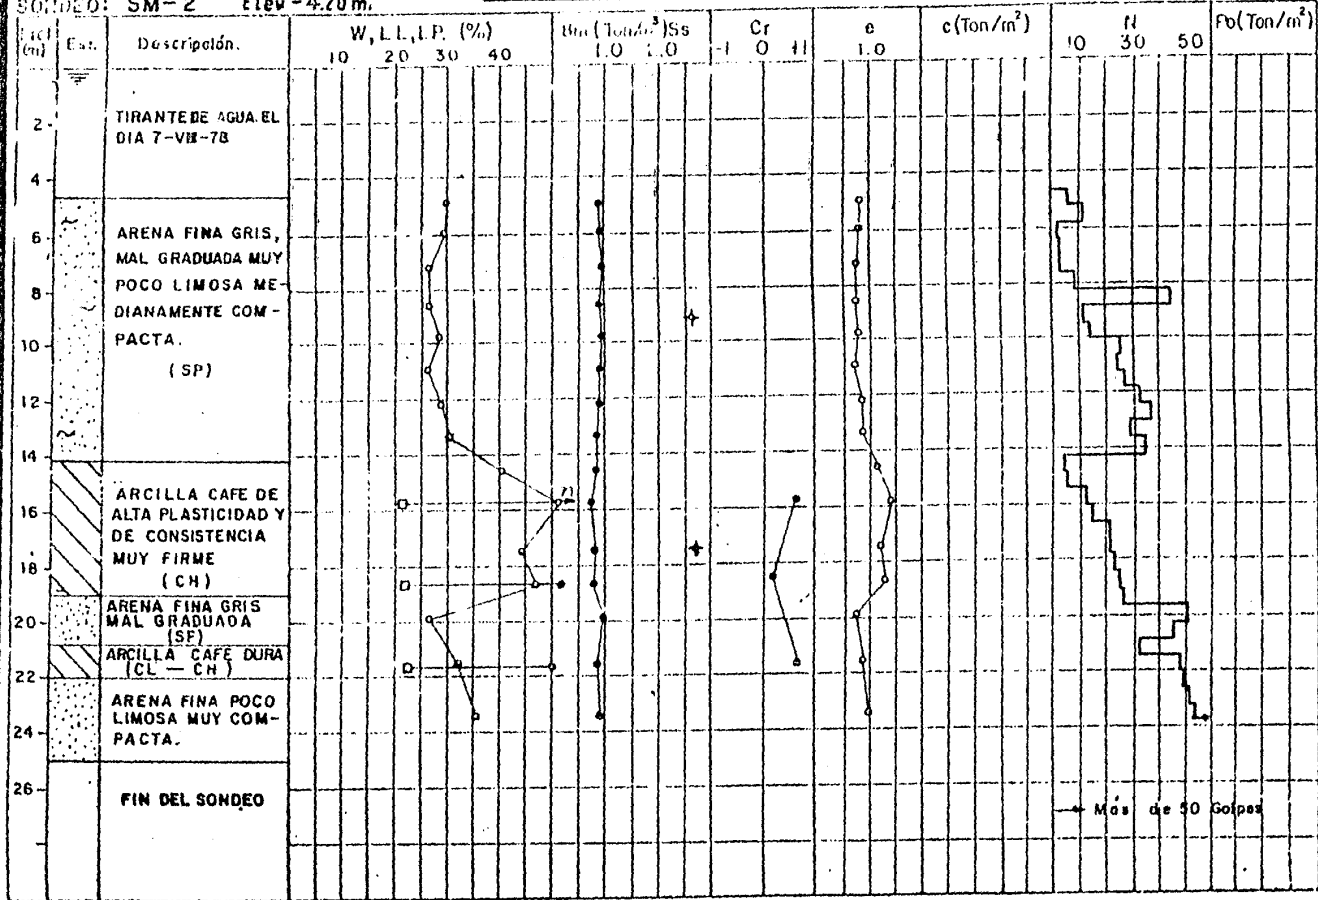 SONDEO: SM-2 Elev-4.20 m.
Est. Descripción. W, L.L, I.P. (%) Ss Cr e c(Ton/m²) N Pb(Ton/m²)
10 20 30 40 1.0 1.0 -1 0 +1 1.0 10 30 50
TIRANTE DE AGUA. EL
DIA 7-VIII-78
2
4
ARENA FINA GRIS,
MAL GRADUADA MUY
POCO LIMOSA ME-
DIANAMENTE COM-
PACTA.
(SP)
6
8
10
12
14
ARCILLA CAFE DE
ALTA PLASTICIDAD Y
DE CONSISTENCIA
MUY FIRME
(CH)
16
18
ARENA FINA GRIS
MAL GRADUADA
(SP)
20
ARCILLA CAFE DURA
(CL — CH)
22
ARENA FINA POCO
LIMOSA MUY COM-
PACTA.
24
26
FIN DEL SONDEO
Más de 50 Golpes